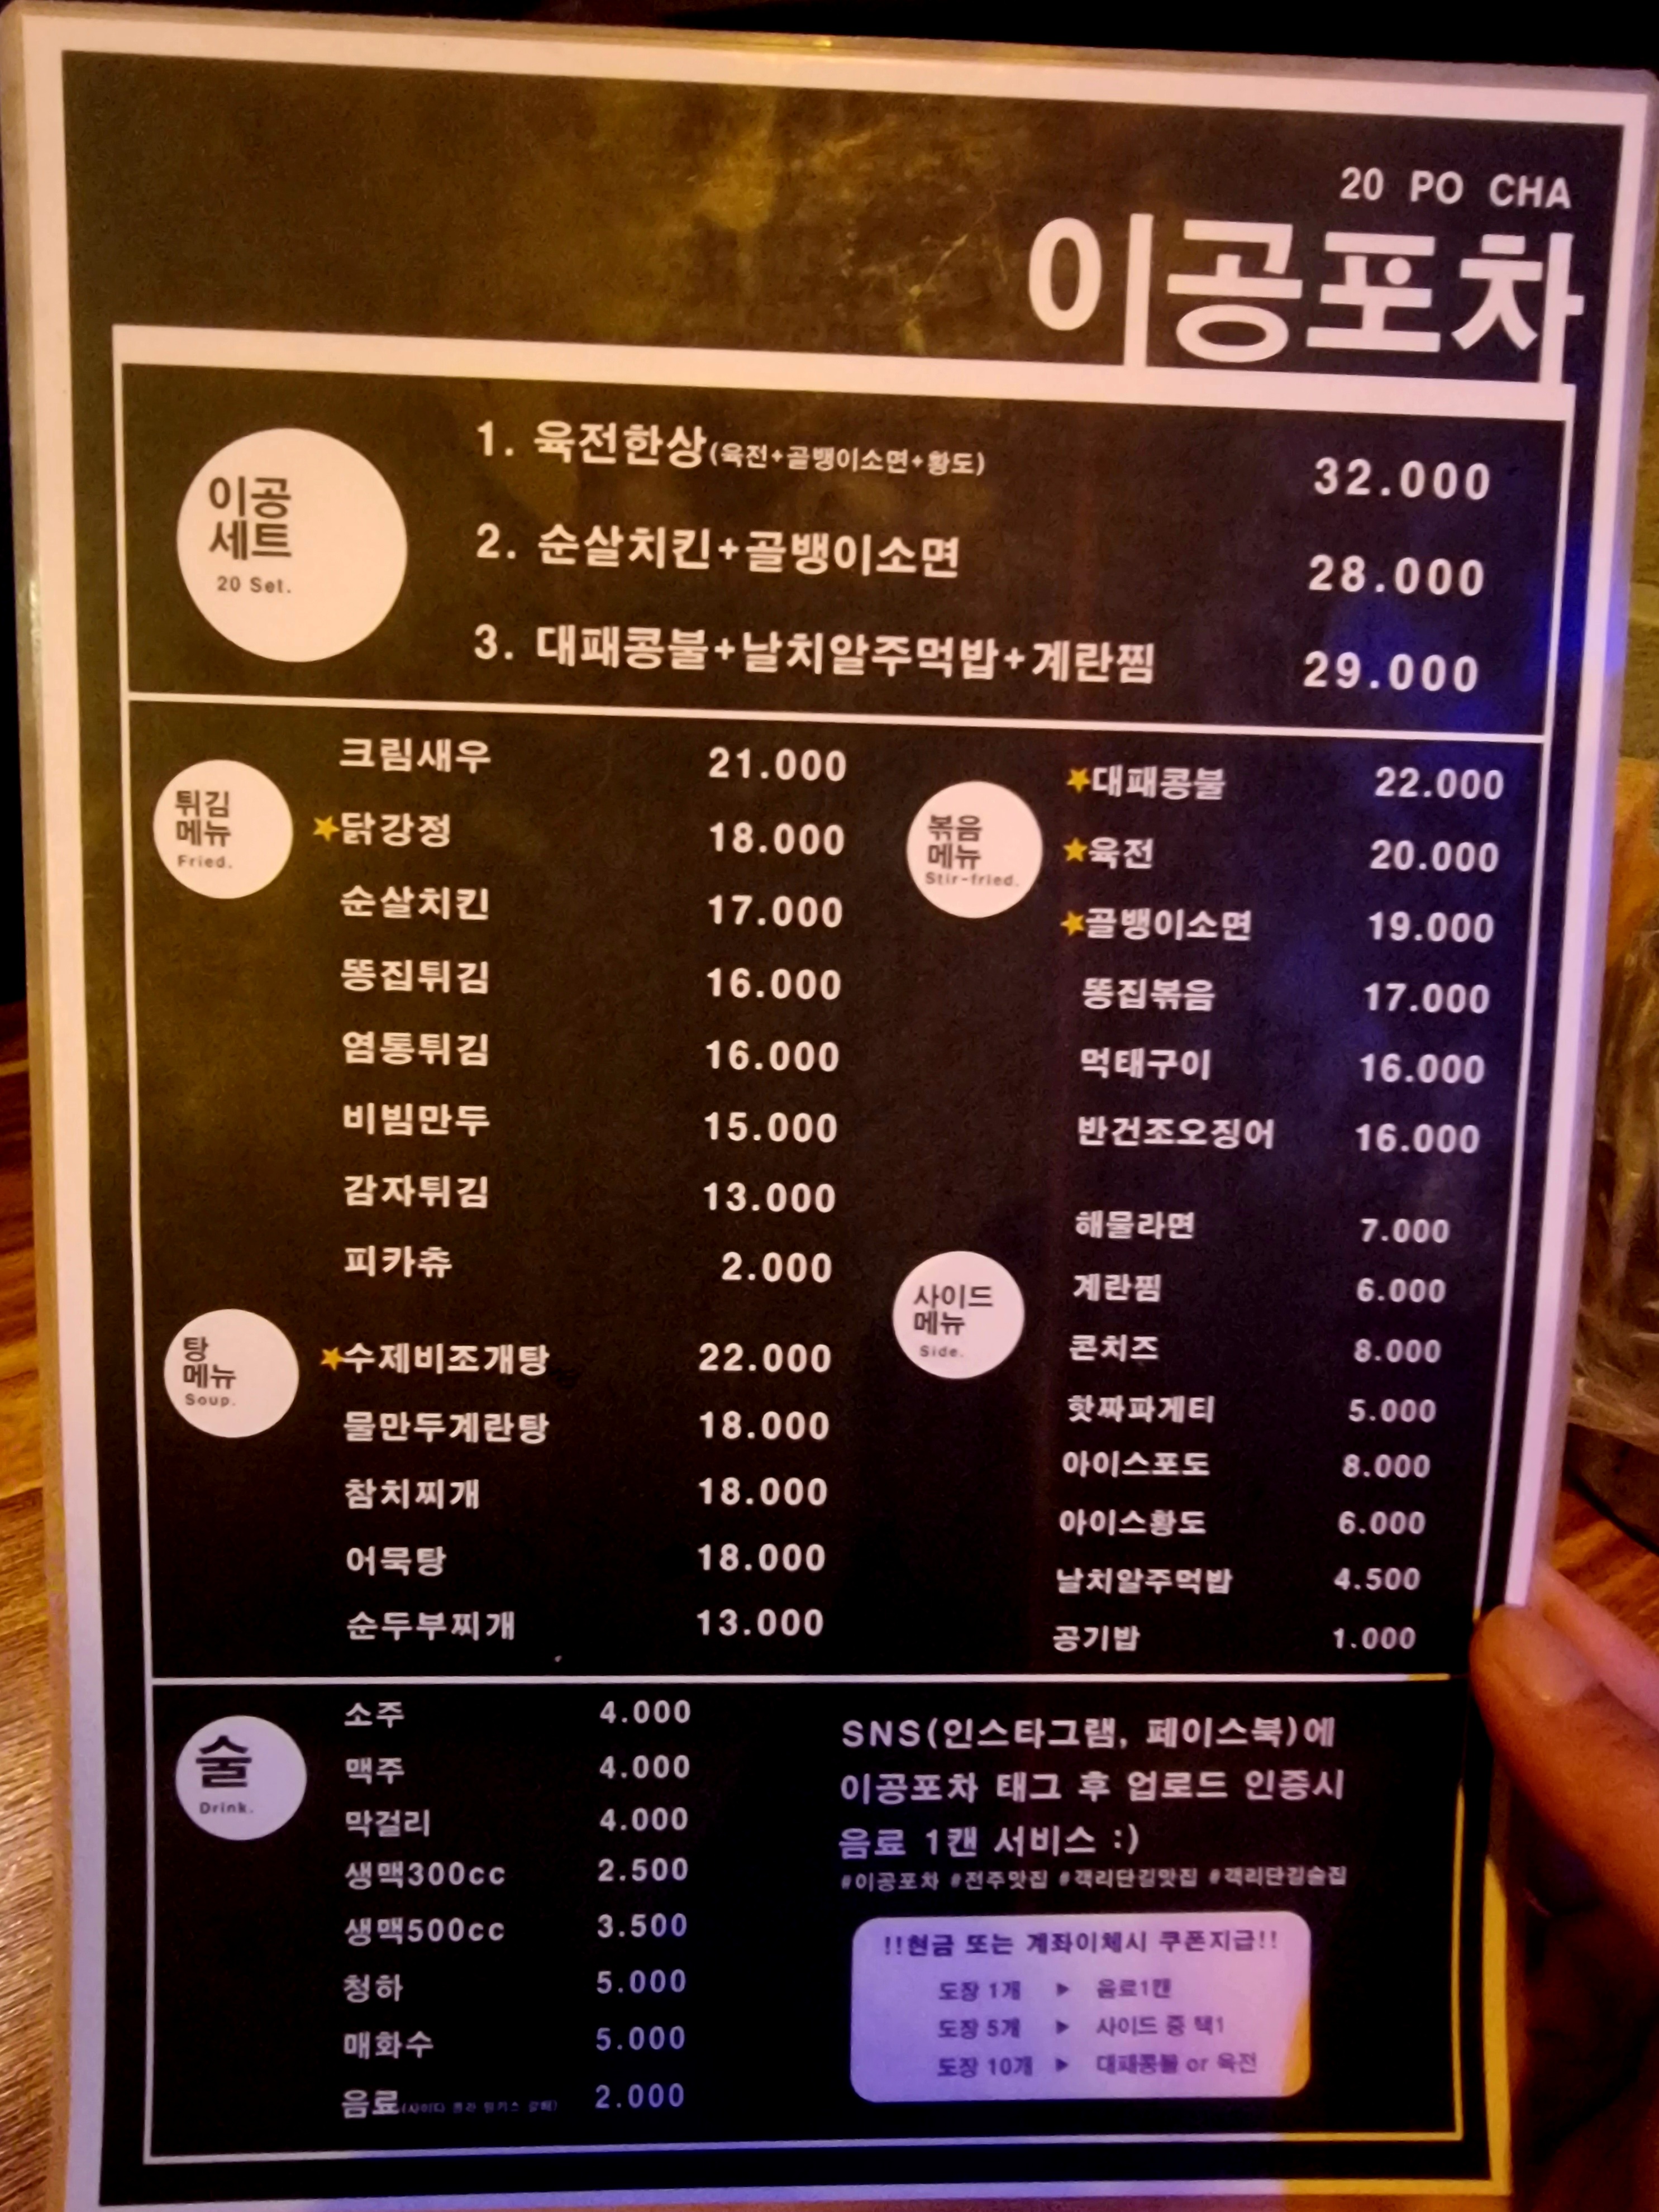 20 PO CHA
이공포차
이공
세트
20 Set.
1. 육전한상(육전+골뱅이소면+황도) 32.000
2. 순살치킨+골뱅이소면 28.000
3. 대패콩불+날치알주먹밥+계란찜 29.000
튀김
메뉴
Fried.
크림새우 21.000
★닭강정 18.000
순살치킨 17.000
똥집튀김 16.000
염통튀김 16.000
비빔만두 15.000
감자튀김 13.000
피카츄 2.000
탕
메뉴
Soup.
★수제비조개탕 22.000
물만두계란탕 18.000
참치찌개 18.000
어묵탕 18.000
순두부찌개 13.000
볶음
메뉴
Stir-fried.
★대패콩불 22.000
★육전 20.000
★골뱅이소면 19.000
똥집볶음 17.000
먹태구이 16.000
반건조오징어 16.000
사이드
메뉴
Side.
해물라면 7.000
계란찜 6.000
콘치즈 8.000
핫짜파게티 5.000
아이스포도 8.000
아이스황도 6.000
날치알주먹밥 4.500
공기밥 1.000
술
Drink.
소주 4.000
맥주 4.000
막걸리 4.000
생맥300cc 2.500
생맥500cc 3.500
청하 5.000
매화수 5.000
음료(사이다 콜라 2.000
SNS(인스타그램, 페이스북)에
이공포차 태그 후 업로드 인증시
음료 1캔 서비스 :)
#이공포차 #전주맛집 #객리단길맛집 #객리단길술집
!!현금 또는 계좌이체시 쿠폰지급!!
도장 1개 ▶ 음료1캔
도장 5개 ▶ 사이드 중 택1
도장 10개 ▶ 대패콩불 or 육전